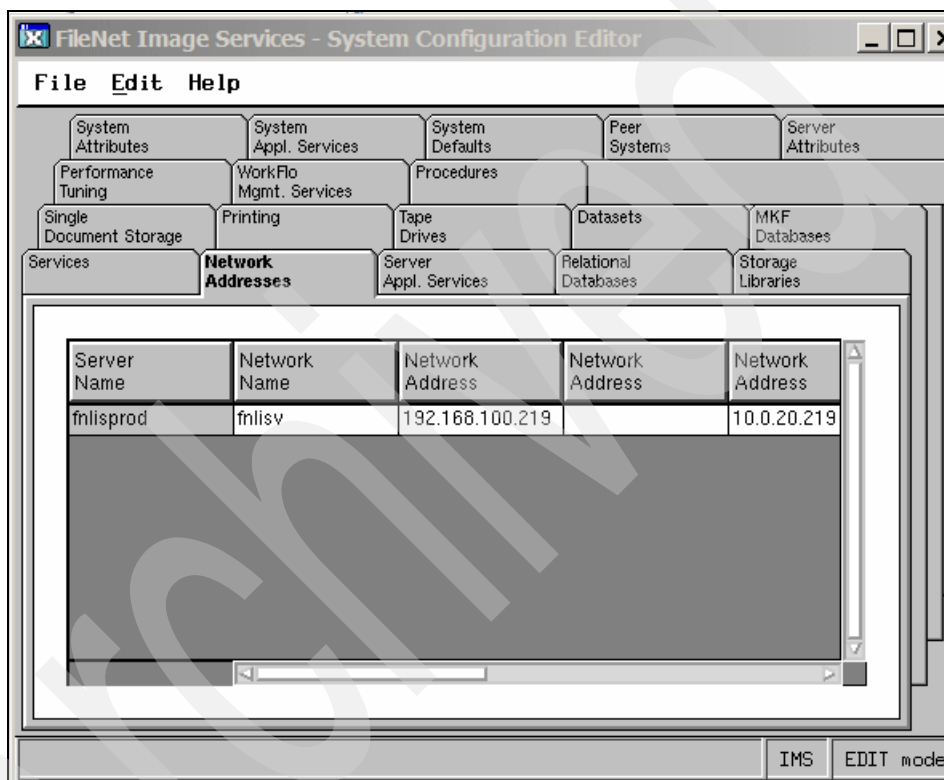 FileNet Image Services - System Configuration Editor
File Edit Help
System Attributes
System Appl. Services
System Defaults
Peer Systems
Server Attributes
Performance Tuning
WorkFlo Mgmt. Services
Procedures
Single Document Storage
Printing
Tape Drives
Datasets
MKF Databases
Services
Network Addresses
Server Appl. Services
Relational Databases
Storage Libraries
Server Name
Network Name
Network Address
Network Address
Network Address
fnlisprod
fnlisv
192.168.100.219
10.0.20.219
IMS
EDIT mode